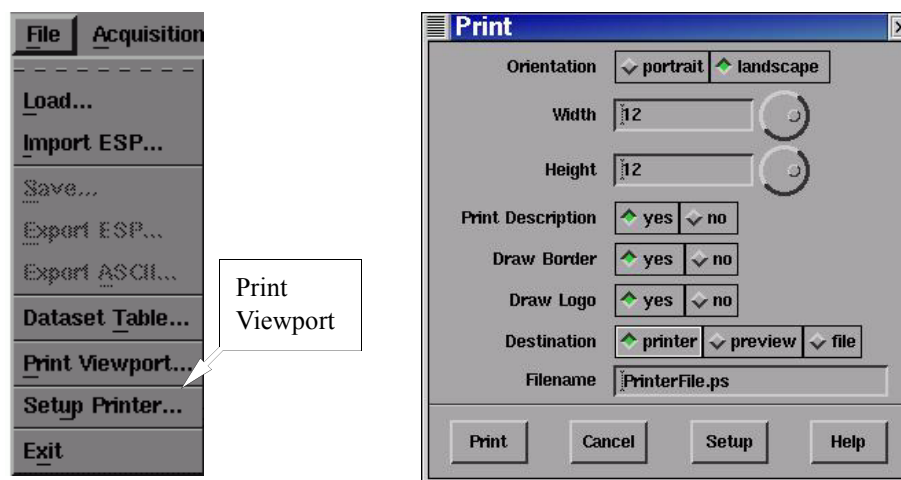 File Acquisition
Load...
Import ESP...
Save...
Export ESP...
Export ASCII...
Dataset Table...
Print Viewport...
Setup Printer...
Exit
Print
Viewport
Print
Orientation portrait landscape
Width 12
Height 12
Print Description yes no
Draw Border yes no
Draw Logo yes no
Destination printer preview file
Filename PrinterFile.ps
Print Cancel Setup Help